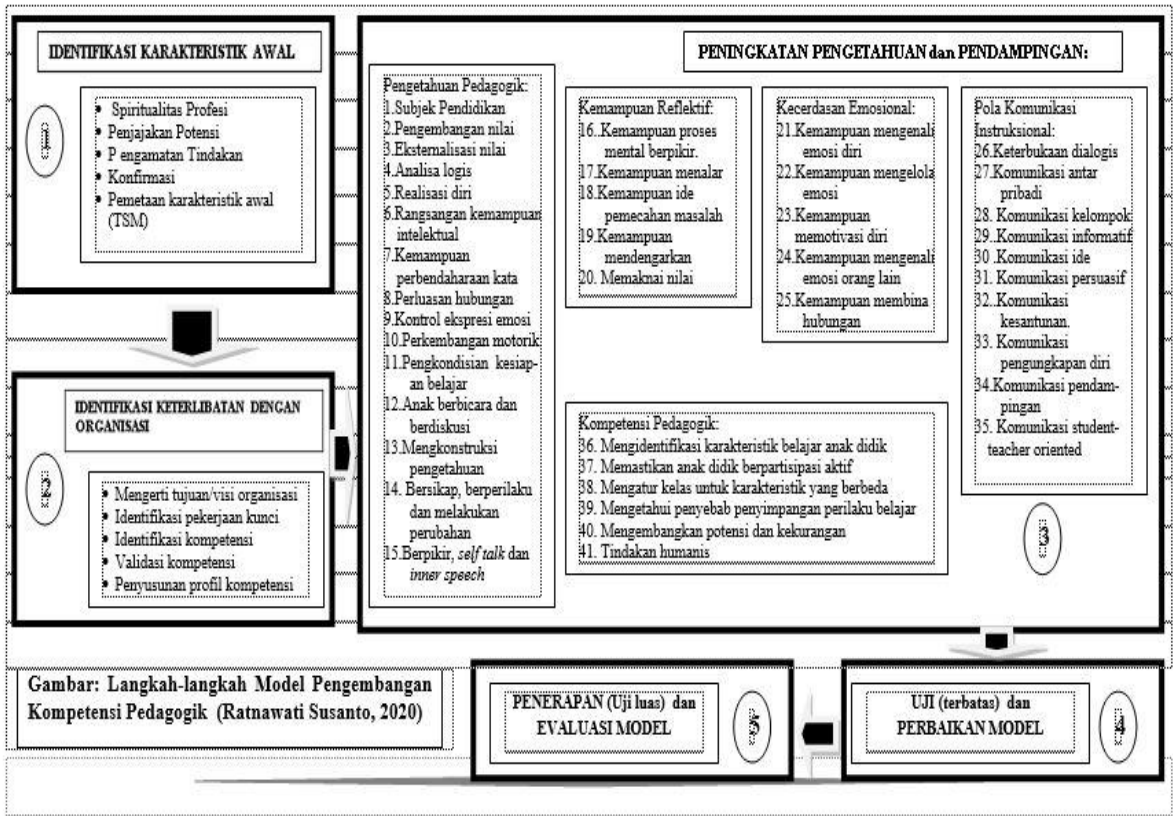 IDENTIFIKASI KARAKTERISTIK AWAL
1
• Spiritualitas Profesi
• Penjajakan Potensi
• P engamatan Tindakan
• Konfirmasi
• Pemetaan karakteristik awal
(TSM)
IDENTIFIKASI KETERLIBATAN DENGAN
ORGANISASI
2
• Mengerti tujuan/visi organisasi
• Identifikasi pekerjaan kunci
• Identifikasi kompetensi
• Validasi kompetensi
• Penyusunan profil kompetensi
PENINGKATAN PENGETAHUAN dan PENDAMPINGAN:
Pengetahuan Pedagogik:
1.Subjek Pendidikan
2.Pengembangan nilai
3.Eksternalisasi nilai
4.Analisa logis
5.Realisasi diri
6.Rangsangan kemampuan
intelektual
7.Kemampuan
perbendaharaan kata
8.Perluasan hubungan
9.Kontrol ekspresi emosi
10.Perkembangan motorik
11.Pengkondisian kesiap-
an belajar
12.Anak berbicara dan
berdiskusi
13.Mengkonstruksi
pengetahuan
14. Bersikap, berperilaku
dan melakukan
perubahan
15.Berpikir, self talk dan
inner speech
Kemampuan Reflektif:
16..Kemampuan proses
mental berpikir.
17.Kemampuan menalar
18.Kemampuan ide
pemecahan masalah
19.Kemampuan
mendengarkan
20. Memaknai nilai
Kecerdasan Emosional:
21.Kemampuan mengenali
emosi diri
22.Kemampuan mengelola
emosi
23.Kemampuan
memotivasi diri
24.Kemampuan mengenali
emosi orang lain
25.Kemampuan membina
hubungan
Pola Komunikasi
Instruksional:
26.Keterbukaan dialogis
27.Komunikasi antar
pribadi
28. Komunikasi kelompok
29..Komunikasi informatif
30 .Komunikasi ide
31. Komunikasi persuasif
32.Komunikasi
kesantunan.
33. Komunikasi
pengungkapan diri
34.Komunikasi pendam-
pingan
35. Komunikasi student-
teacher oriented
Kompetensi Pedagogik:
36. Mengidentifikasi karakteristik belajar anak didik
37. Memastikan anak didik berpartisipasi aktif
38. Mengatur kelas untuk karakteristik yang berbeda
39. Mengetahui penyebab penyimpangan perilaku belajar
40. Mengembangkan potensi dan kekurangan
41. Tindakan humanis
3
UJI (terbatas) dan
PERBAIKAN MODEL
4
PENERAPAN (Uji luas) dan
EVALUASI MODEL
5
Gambar: Langkah-langkah Model Pengembangan
Kompetensi Pedagogik (Ratnawati Susanto, 2020)